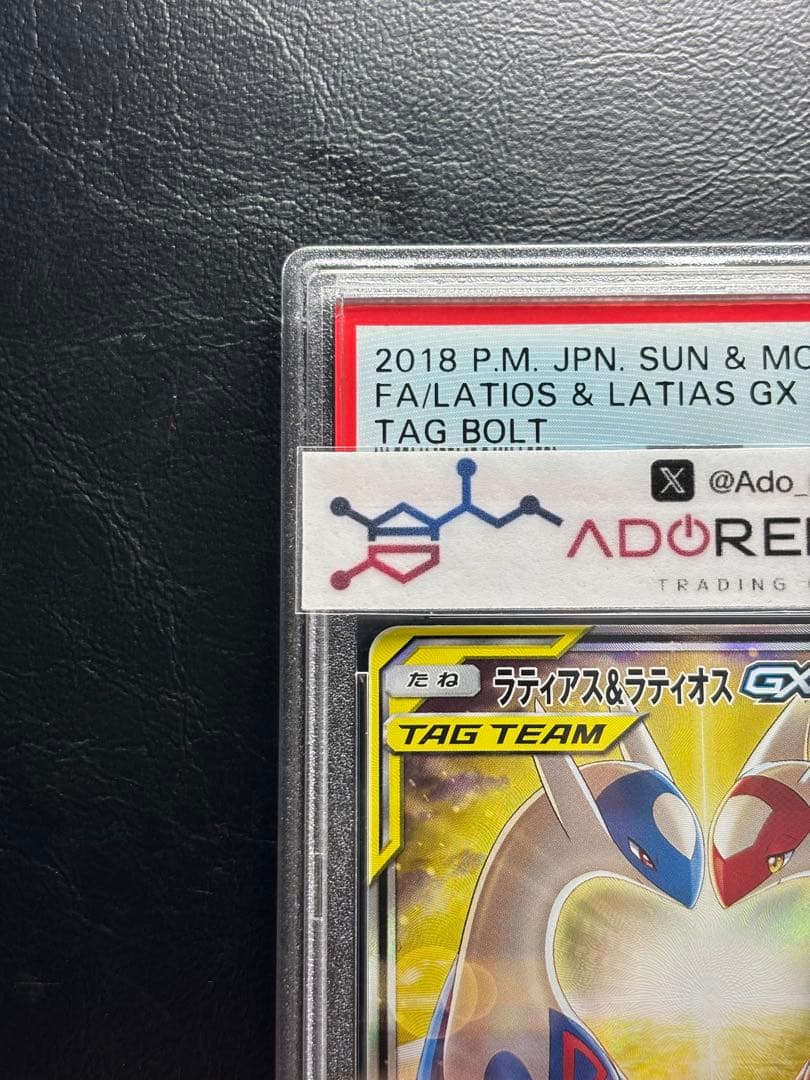 2018 P.M. JPN. SUN & MO
FA/LATIOS & LATIAS GX
TAG BOLT
@Ado_
ADORE
TRADING
たね
ラティアス&ラティオス GX
TAG TEAM